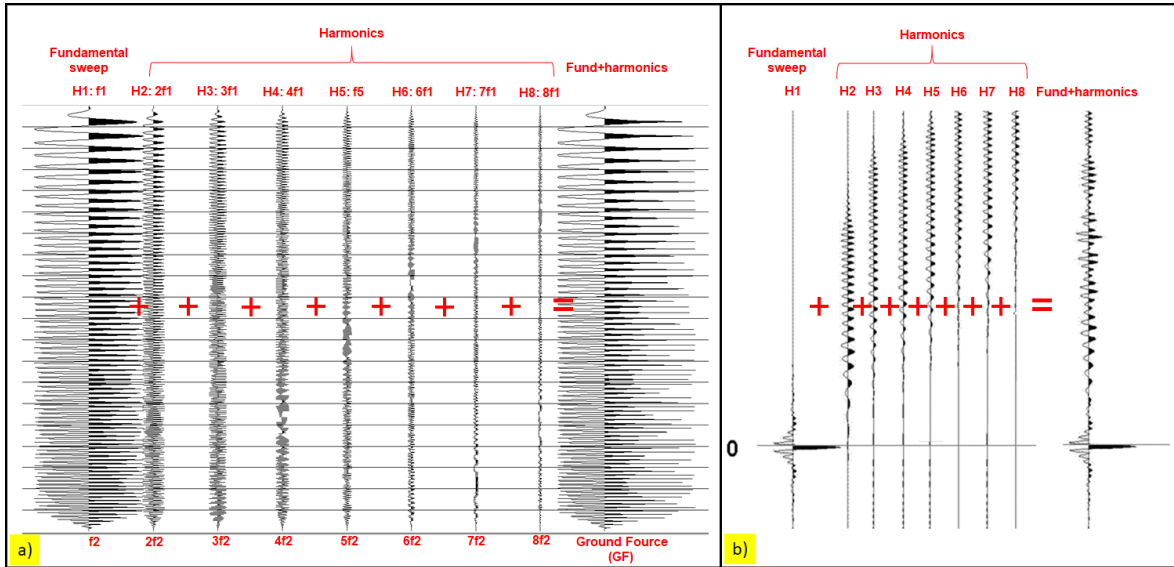 Harmonics
Fundamental
sweep
Fund+harmonics
H1: f1 H2: 2f1 H3: 3f1 H4: 4f1 H5: f5 H6: 6f1 H7: 7f1 H8: 8f1
+ + + + + + + =
f2 2f2 3f2 4f2 5f2 6f2 7f2 8f2 Ground Fource
(GF)
a)
Harmonics
Fundamental
sweep
H1 H2 H3 H4 H5 H6 H7 H8 Fund+harmonics
+ + + + + + + =
0
b)